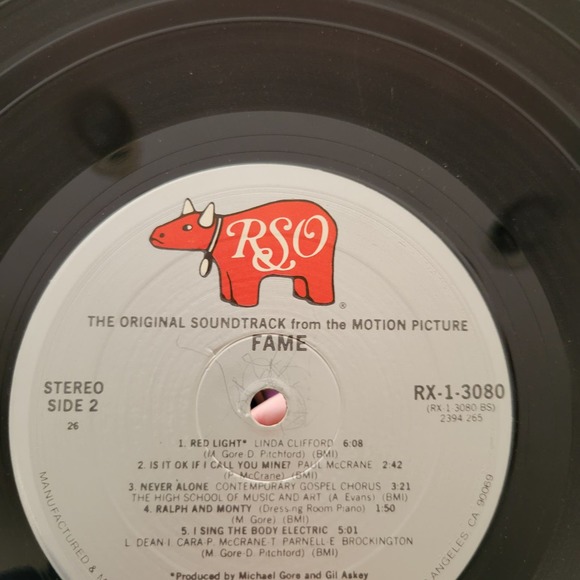 RSO
®
THE ORIGINAL SOUNDTRACK from the MOTION PICTURE
FAME
STEREO
SIDE 2
26
RX-1-3080
(RX-1-3080 BS)
2394 265
1. RED LIGHT* LINDA CLIFFORD 6:08
(M. Gore-D. Pitchford) (BMI)
2. IS IT OK IF I CALL YOU MINE? PAUL McCRANE 2:42
(P. McCrane) (BMI)
3. NEVER ALONE CONTEMPORARY GOSPEL CHORUS 3:21
THE HIGH SCHOOL OF MUSIC AND ART (A. Evans) (BMI)
4. RALPH AND MONTY (Dressing Room Piano) 1:50
(M. Gore) (BMI)
5. I SING THE BODY ELECTRIC 5:01
L. DEAN-I. CARA-P. McCRANE-T. PARNELL-E. BROCKINGTON
(M. Gore-D. Pitchford) (BMI)
*Produced by Michael Gore and Gil Askey
MANUFACTURED & M
ANGELES, CA. 90069